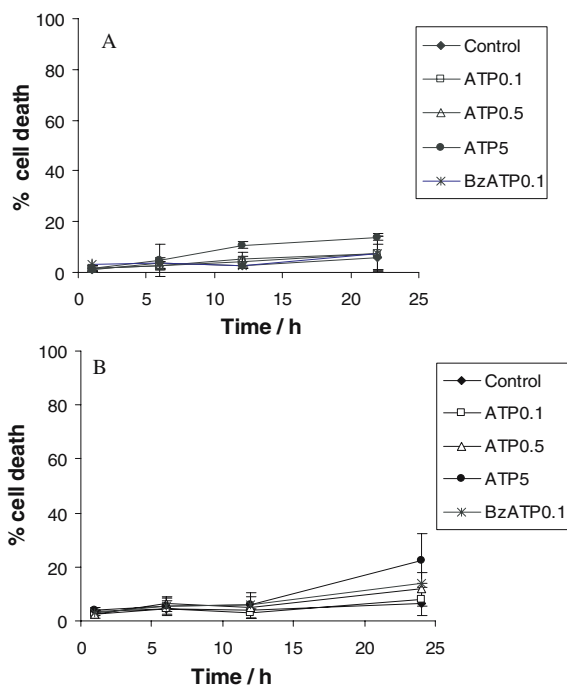 A
% cell death
100
80
60
40
20
0
0 5 10 15 20 25
Time / h
Control
ATP0.1
ATP0.5
ATP5
BzATP0.1
B
% cell death
100
80
60
40
20
0
0 5 10 15 20 25
Time / h
Control
ATP0.1
ATP0.5
ATP5
BzATP0.1